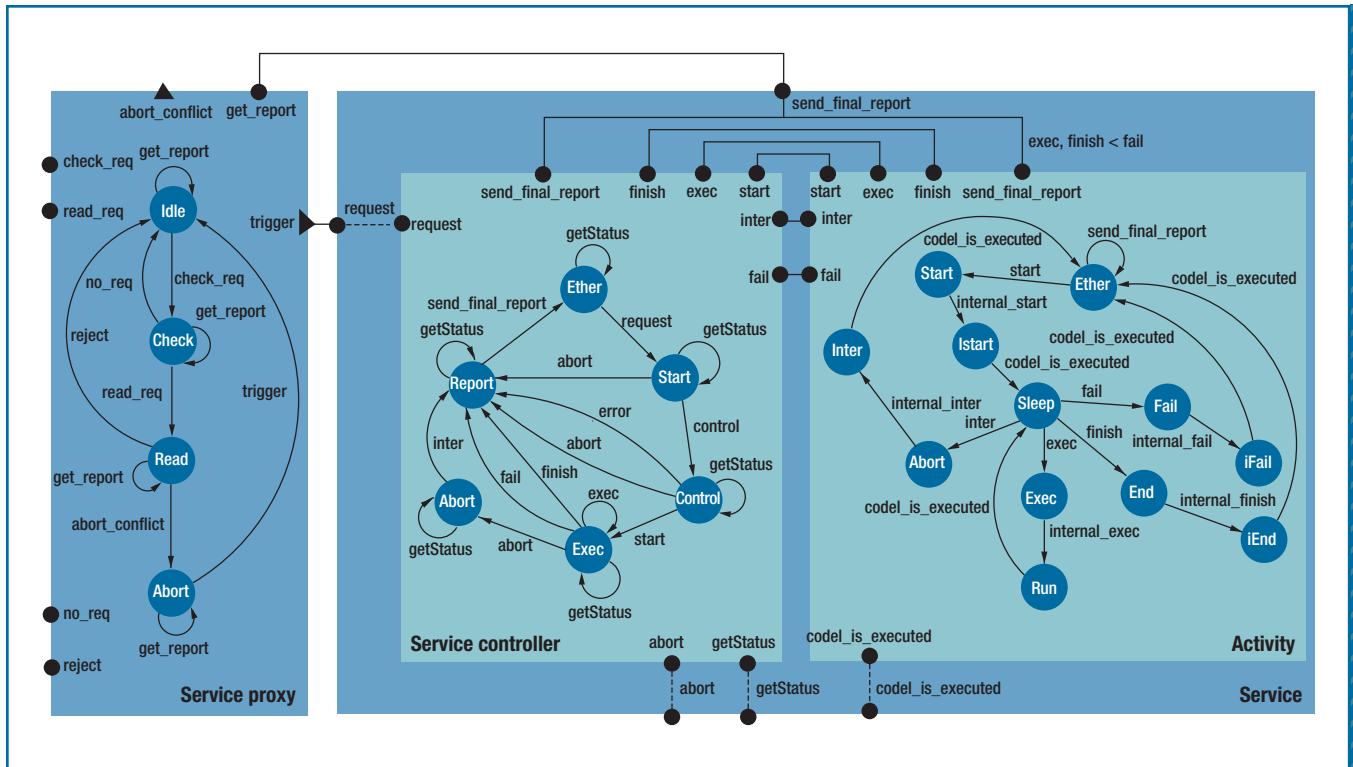 abort_conflict
get_report
check_req
get_report
read_req
Idle
no_req
check_req
get_report
reject
Check
read_req
trigger
Read
get_report
abort_conflict
Abort
no_req
get_report
reject
Service proxy
trigger
request
send_final_report
exec, finish < fail
send_final_report
finish
exec
start
start
exec
finish
send_final_report
request
inter
inter
fail
fail
getStatus
Ether
send_final_report
request
getStatus
getStatus
abort
Report
Start
error
control
abort
inter
finish
getStatus
fail
exec
Abort
Control
getStatus
abort
start
Exec
getStatus
Service controller
codel_is_executed
send_final_report
Start
start
Ether
codel_is_executed
internal_start
Inter
Istart
codel_is_executed
codel_is_executed
internal_inter
Sleep
fail
Fail
inter
finish
internal_fail
exec
Abort
iFail
codel_is_executed
Exec
End
internal_finish
internal_exec
iEnd
Run
Activity
abort
getStatus
codel_is_executed
abort
getStatus
codel_is_executed
Service